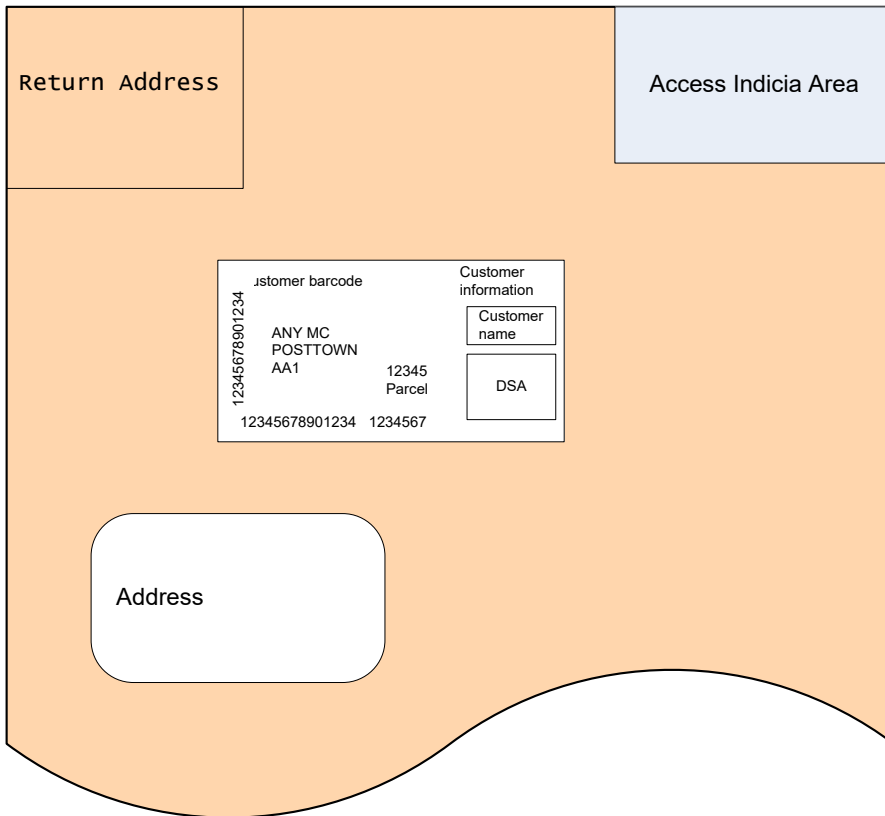 Return Address
Access Indicia Area
ustomer barcode
Customer
information
Customer
name
12345678901234
ANY MC
POSTTOWN
AA1
12345
Parcel
DSA
12345678901234 1234567
Address